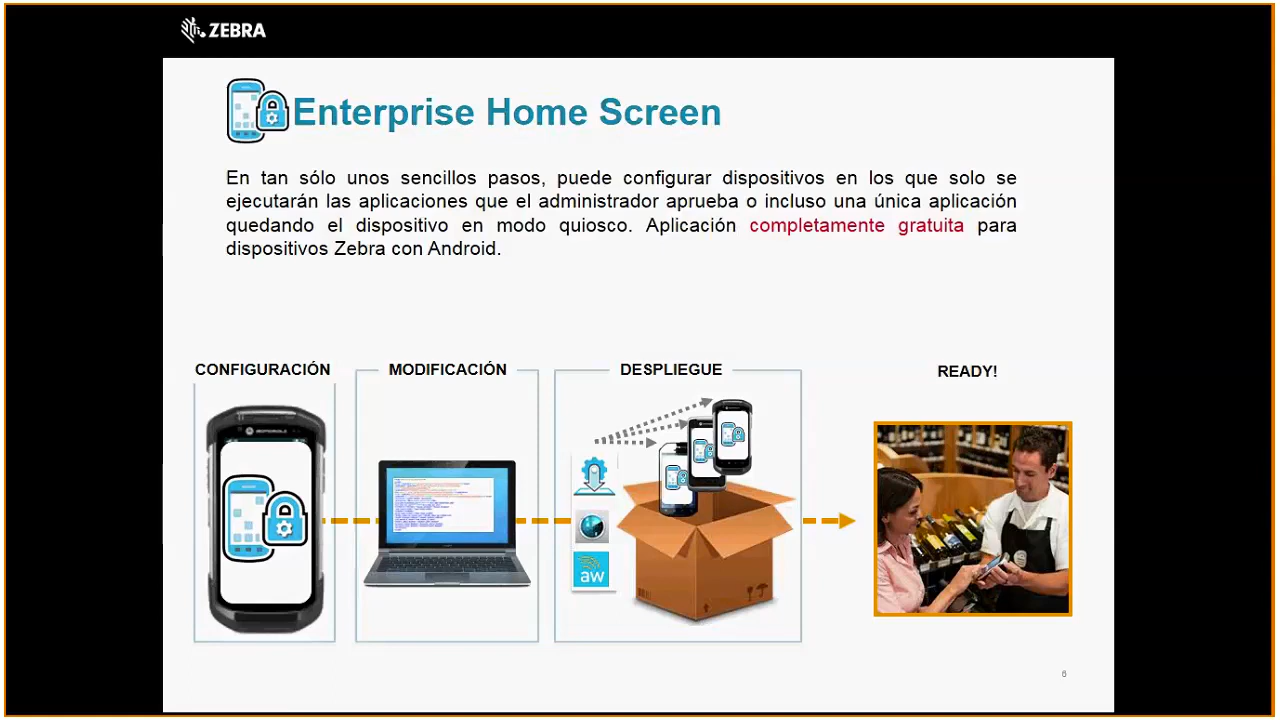 ZEBRA
Enterprise Home Screen
En tan sólo unos sencillos pasos, puede configurar dispositivos en los que solo se
ejecutarán las aplicaciones que el administrador aprueba o incluso una única aplicación
quedando el dispositivo en modo quiosco. Aplicación completamente gratuita para
dispositivos Zebra con Android.
CONFIGURACIÓN
MODIFICACIÓN
DESPLIEGUE
READY!
MOTOROLA
aw
6